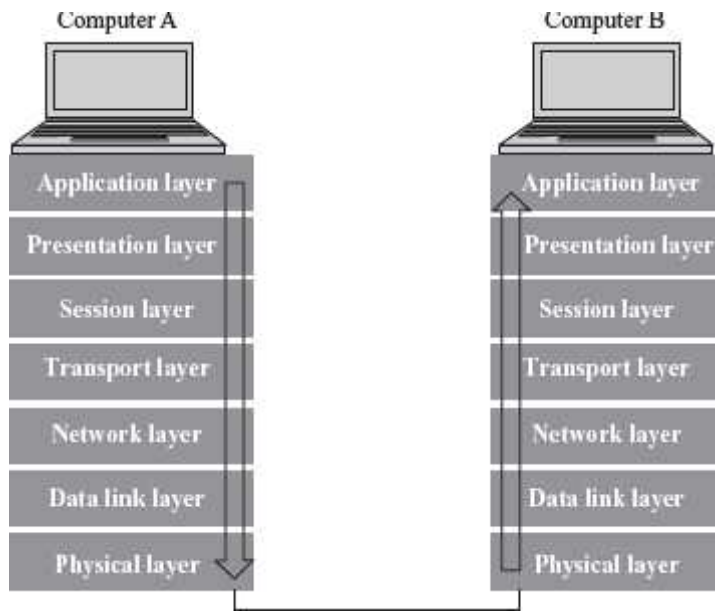 Computer A
Computer B
Application layer
Presentation layer
Session layer
Transport layer
Network layer
Data link layer
Physical layer
Application layer
Presentation layer
Session layer
Transport layer
Network layer
Data link layer
Physical layer